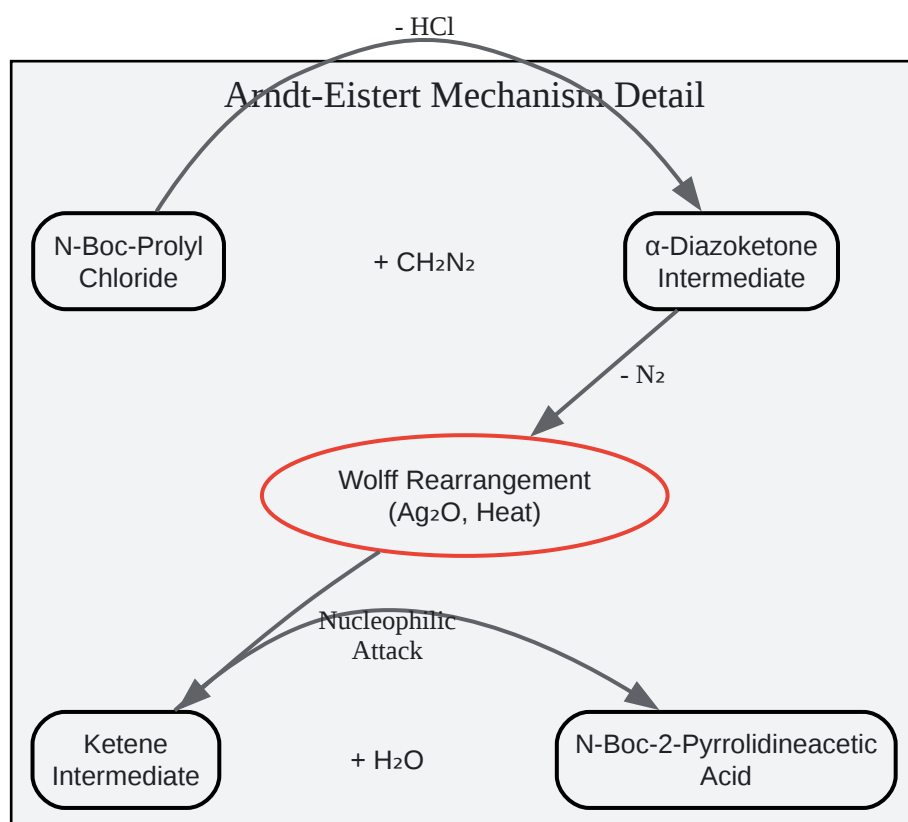 - HCl
Arndt-Eistert Mechanism Detail
N-Boc-Prolyl
Chloride
+ CH₂N₂
α-Diazoketone
Intermediate
- N₂
Wolff Rearrangement
(Ag₂O, Heat)
Nucleophilic
Attack
Ketene
Intermediate
+ H₂O
N-Boc-2-Pyrrolidineacetic
Acid